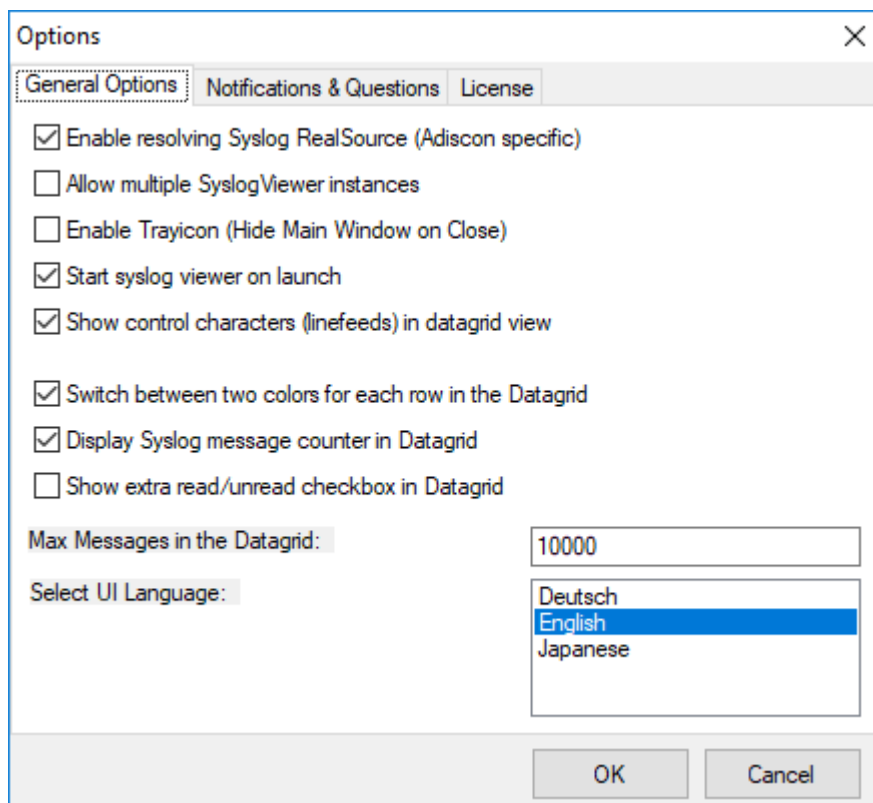 Options
General Options
Notifications & Questions
License
Enable resolving Syslog RealSource (Adiscon specific)
Allow multiple SyslogViewer instances
Enable Trayicon (Hide Main Window on Close)
Start syslog viewer on launch
Show control characters (linefeeds) in datagrid view
Switch between two colors for each row in the Datagrid
Display Syslog message counter in Datagrid
Show extra read/unread checkbox in Datagrid
Max Messages in the Datagrid:
10000
Select UI Language:
Deutsch
English
Japanese
OK
Cancel